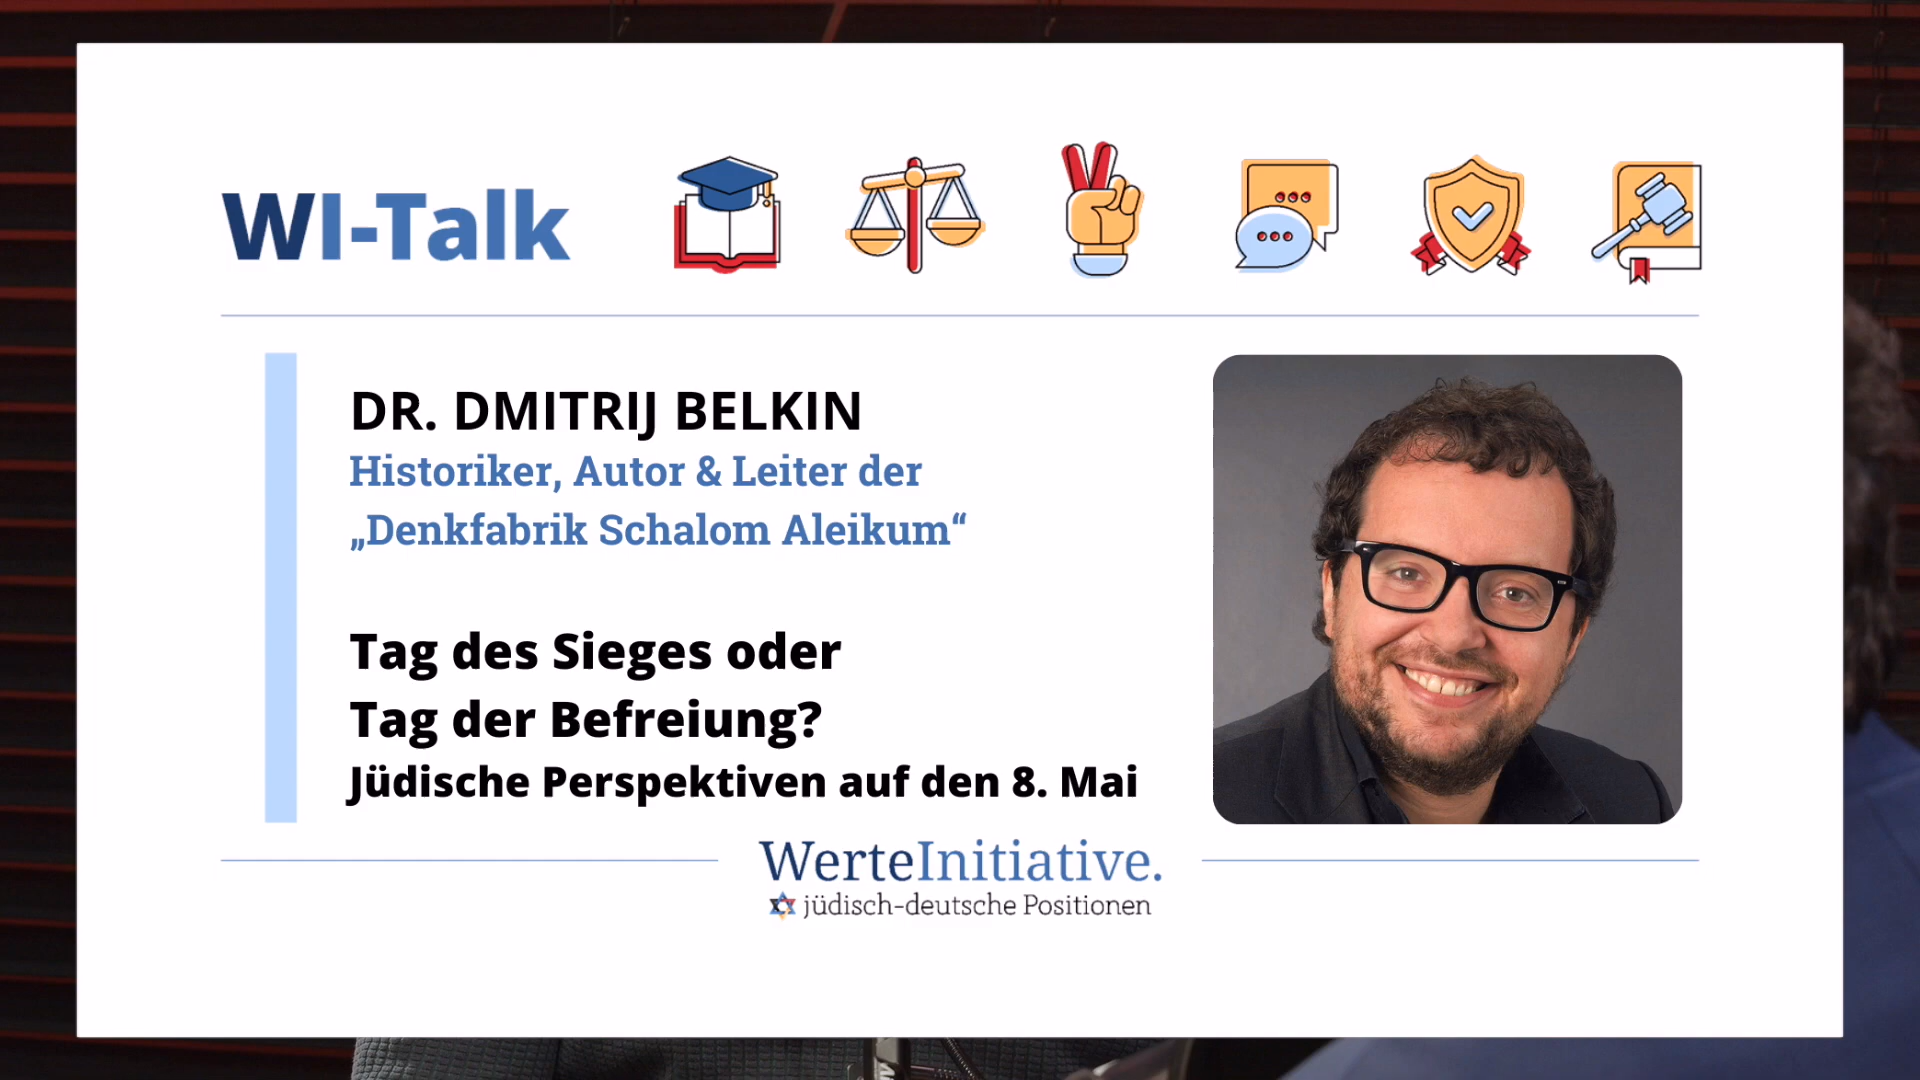 WI-Talk
DR. DMITRIJ BELKIN
Historiker, Autor & Leiter der
„Denkfabrik Schalom Aleikum“
Tag des Sieges oder
Tag der Befreiung?
Jüdische Perspektiven auf den 8. Mai
WerteInitiative.
jüdisch-deutsche Positionen